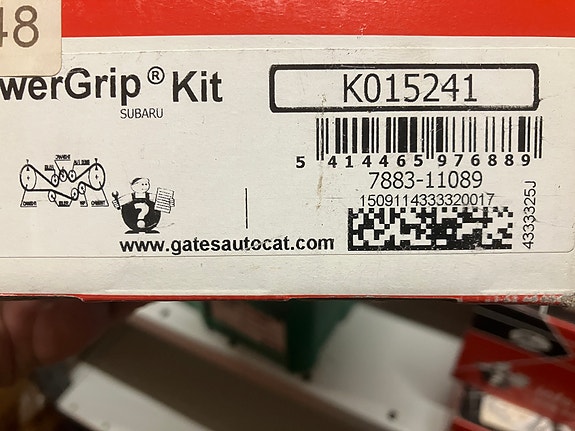 48
werGrip® Kit
SUBARU
K015241
5 414465 976889
7883-11089
1509114333320017
4333325J
?
www.gatesautocat.com